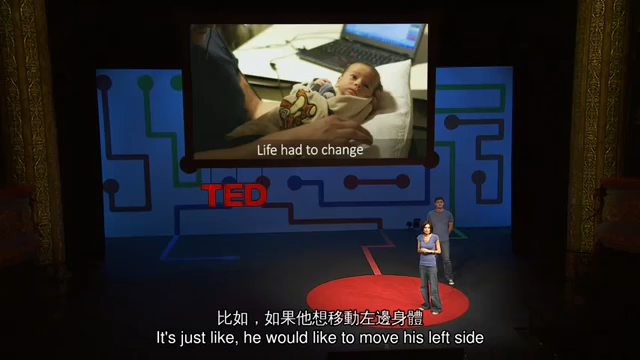 Life had to change
TED
比如，如果他想移動左邊身體
It's just like, he would like to move his left side